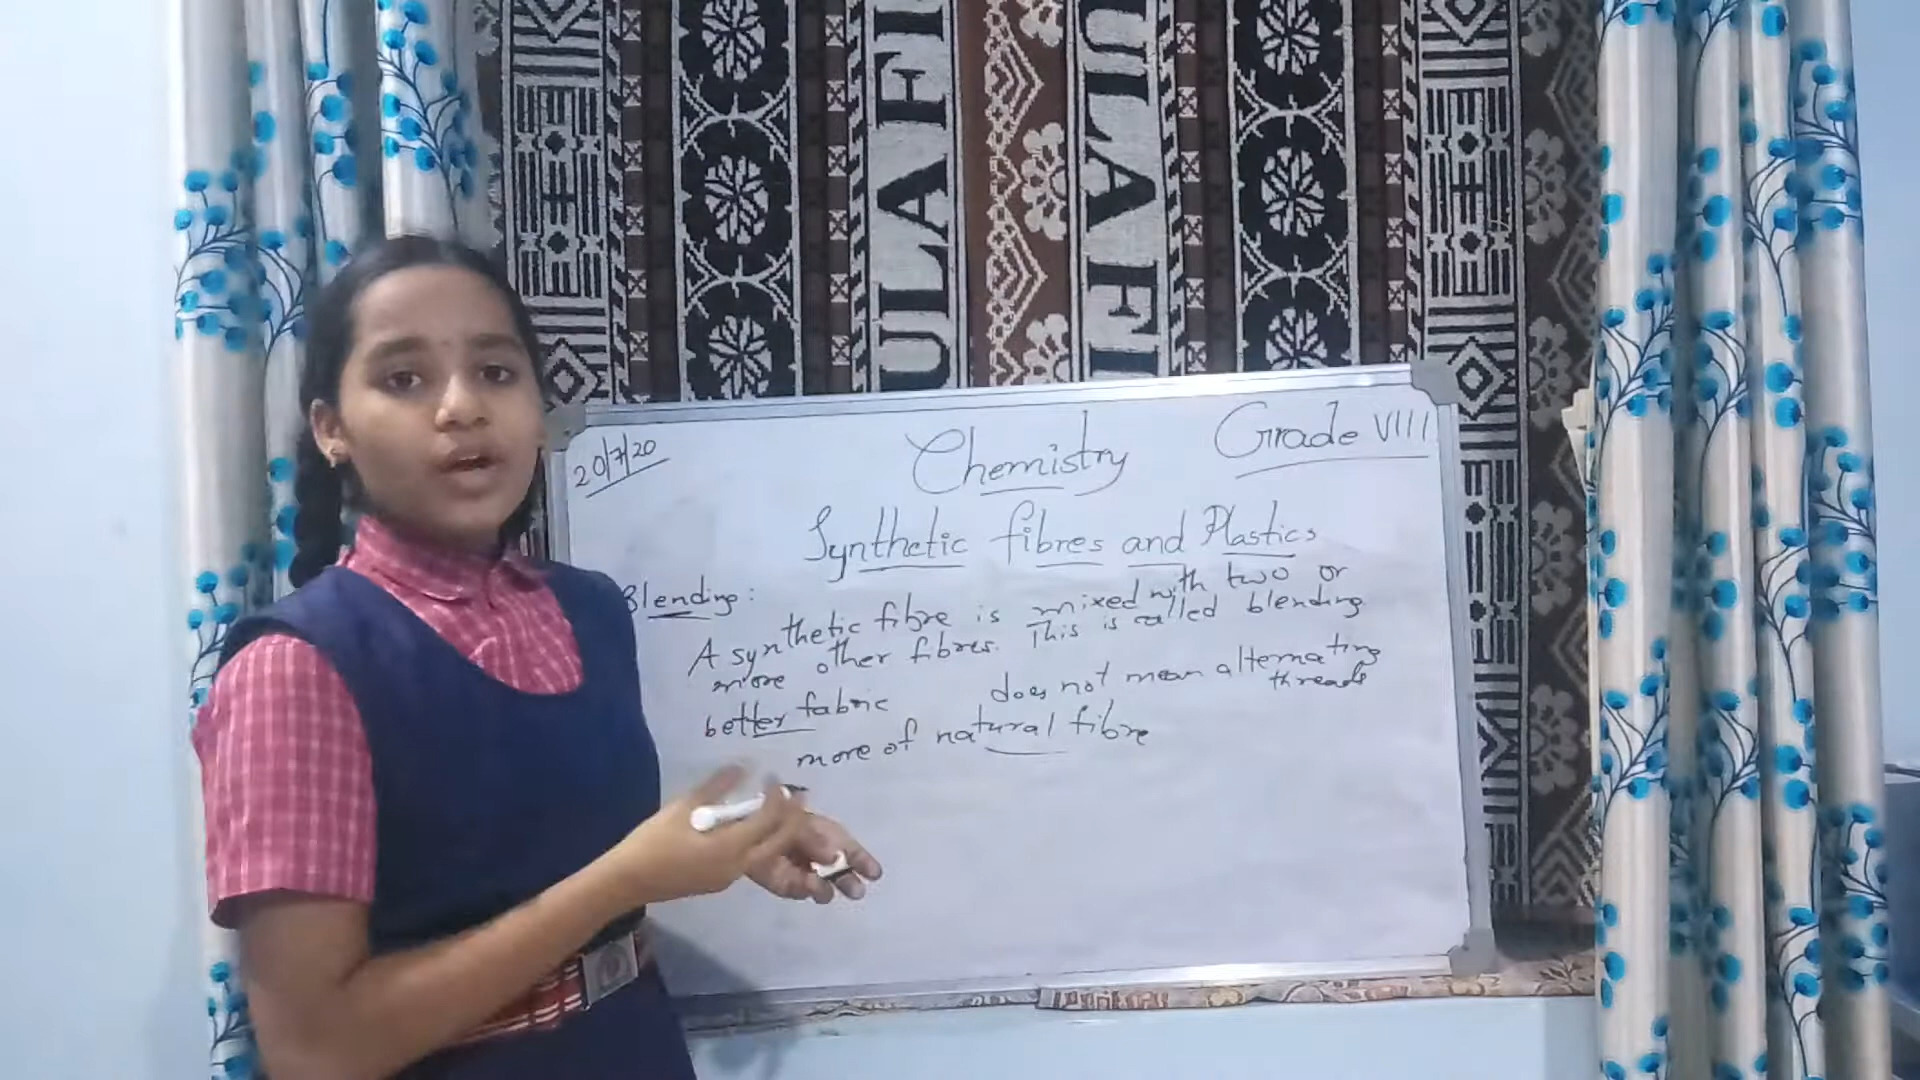 ULAFI
ULAFI
20/7/20
Chemistry
Grade VIII
Synthetic fibres and Plastics
Blending:
A synthetic fibre is mixed with two or
more other fibres. This is called blending
better fabric
does not mean alternating
threads
more of natural fibre